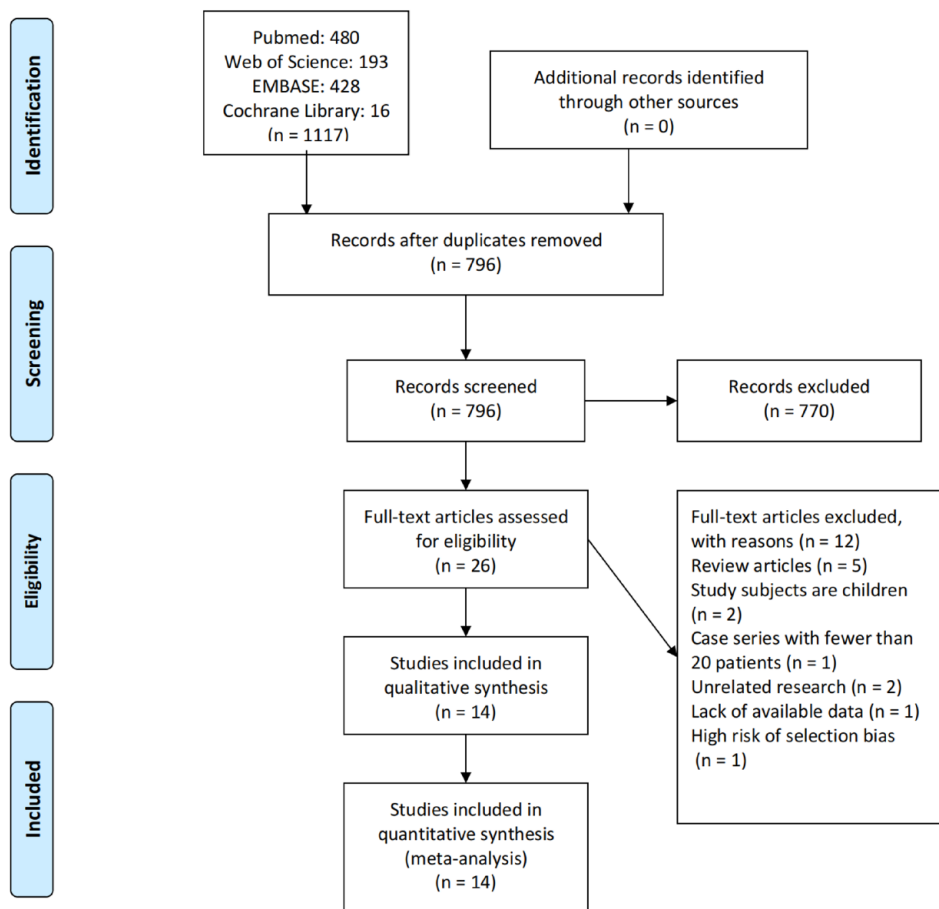 Identification
Pubmed: 480
Web of Science: 193
EMBASE: 428
Cochrane Library: 16
(n = 1117)
Additional records identified
through other sources
(n = 0)
Records after duplicates removed
(n = 796)
Screening
Records screened
(n = 796)
Records excluded
(n = 770)
Eligibility
Full-text articles assessed
for eligibility
(n = 26)
Full-text articles excluded,
with reasons (n = 12)
Review articles (n = 5)
Study subjects are children
(n = 2)
Case series with fewer than
20 patients (n = 1)
Unrelated research (n = 2)
Lack of available data (n = 1)
High risk of selection bias
(n = 1)
Studies included in
qualitative synthesis
(n = 14)
Included
Studies included in
quantitative synthesis
(meta-analysis)
(n = 14)